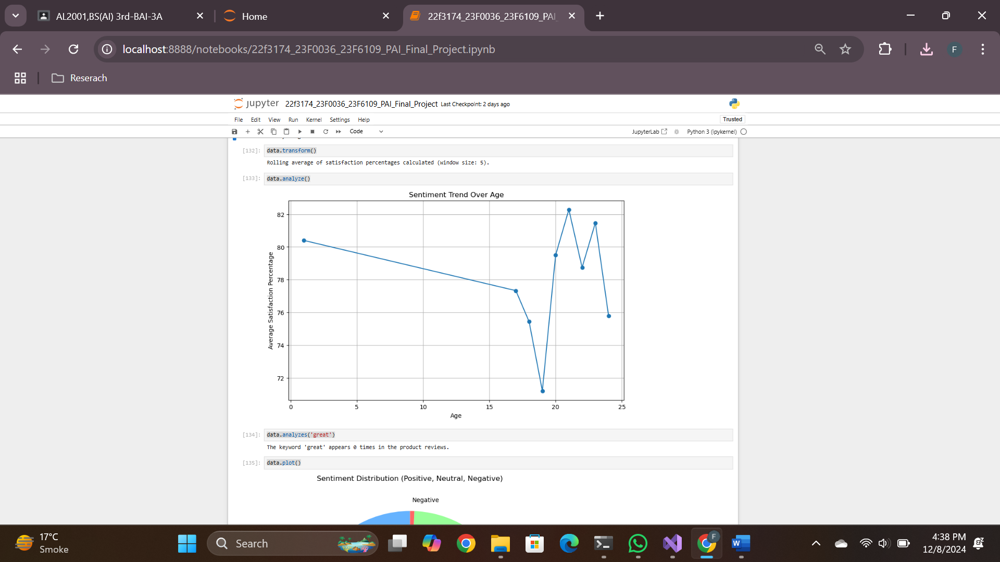 AL2001,BS(AI) 3rd-BAI-3A
Home
22f3174_23F0036_23F6109_PAI_
localhost:8888/notebooks/22f3174_23F0036_23F6109_PAI_Final_Project.ipynb
F
Reserach
jupyter 22f3174_23F0036_23F6109_PAI_Final_Project Last Checkpoint: 2 days ago
File Edit View Run Kernel Settings Help
Trusted
Code
JupyterLab Python 3 (ipykernel)
[132]: data.transform()
Rolling average of satisfaction percentages calculated (window size: 5).
[133]: data.analyze()
Sentiment Trend Over Age
Average Satisfaction Percentage
82
80
78
76
74
72
0 5 10 15 20 25
Age
[134]: data.analyzes('great')
The keyword 'great' appears 0 times in the product reviews.
[135]: data.plot()
Sentiment Distribution (Positive, Neutral, Negative)
Negative
17°C
Smoke
Search
F
W
4:38 PM
12/8/2024